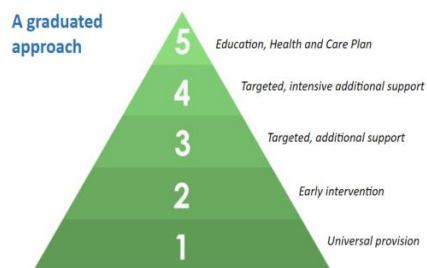 A graduated
approach
5
Education, Health and Care Plan
4
Targeted, intensive additional support
3
Targeted, additional support
2
Early intervention
1
Universal provision